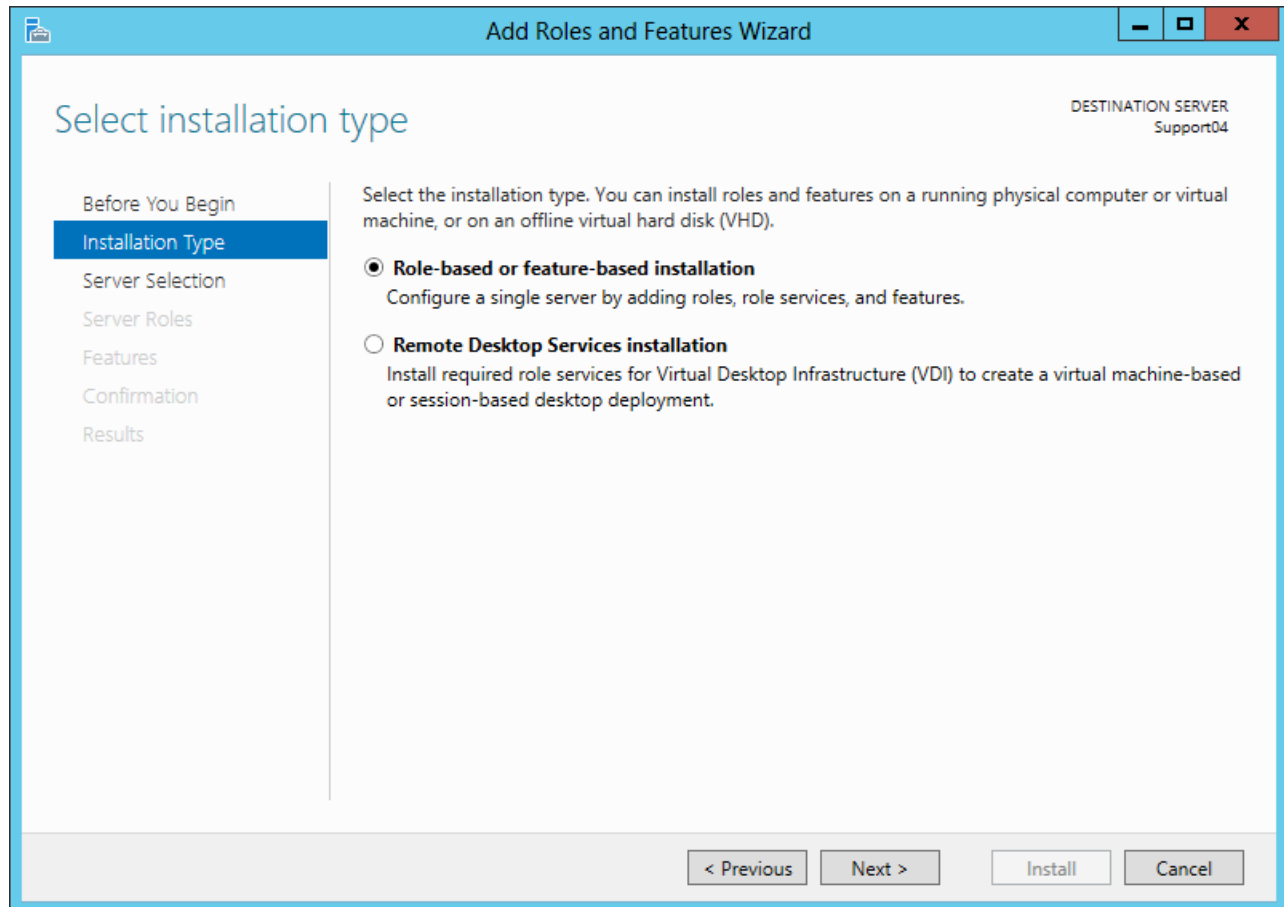 Add Roles and Features Wizard
x
Select installation type
DESTINATION SERVER
Support04
Before You Begin
Installation Type
Server Selection
Server Roles
Features
Confirmation
Results
Select the installation type. You can install roles and features on a running physical computer or virtual
machine, or on an offline virtual hard disk (VHD).
Role-based or feature-based installation
Configure a single server by adding roles, role services, and features.
Remote Desktop Services installation
Install required role services for Virtual Desktop Infrastructure (VDI) to create a virtual machine-based
or session-based desktop deployment.
< Previous
Next >
Install
Cancel